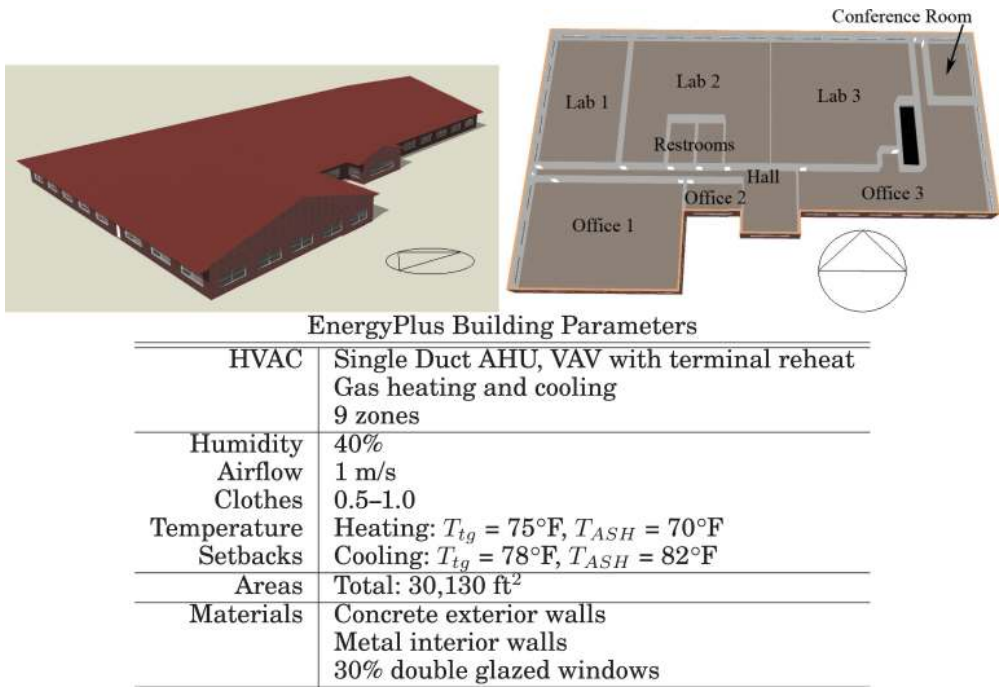 Conference Room
Lab 1
Lab 2
Lab 3
Restrooms
Hall
Office 1
Office 2
Office 3
EnergyPlus Building Parameters
HVAC Single Duct AHU, VAV with terminal reheat
Gas heating and cooling
9 zones
Humidity 40%
Airflow 1 m/s
Clothes 0.5–1.0
Temperature Heating: T_tg = 75°F, T_ASH = 70°F
Setbacks Cooling: T_tg = 78°F, T_ASH = 82°F
Areas Total: 30,130 ft²
Materials Concrete exterior walls
Metal interior walls
30% double glazed windows